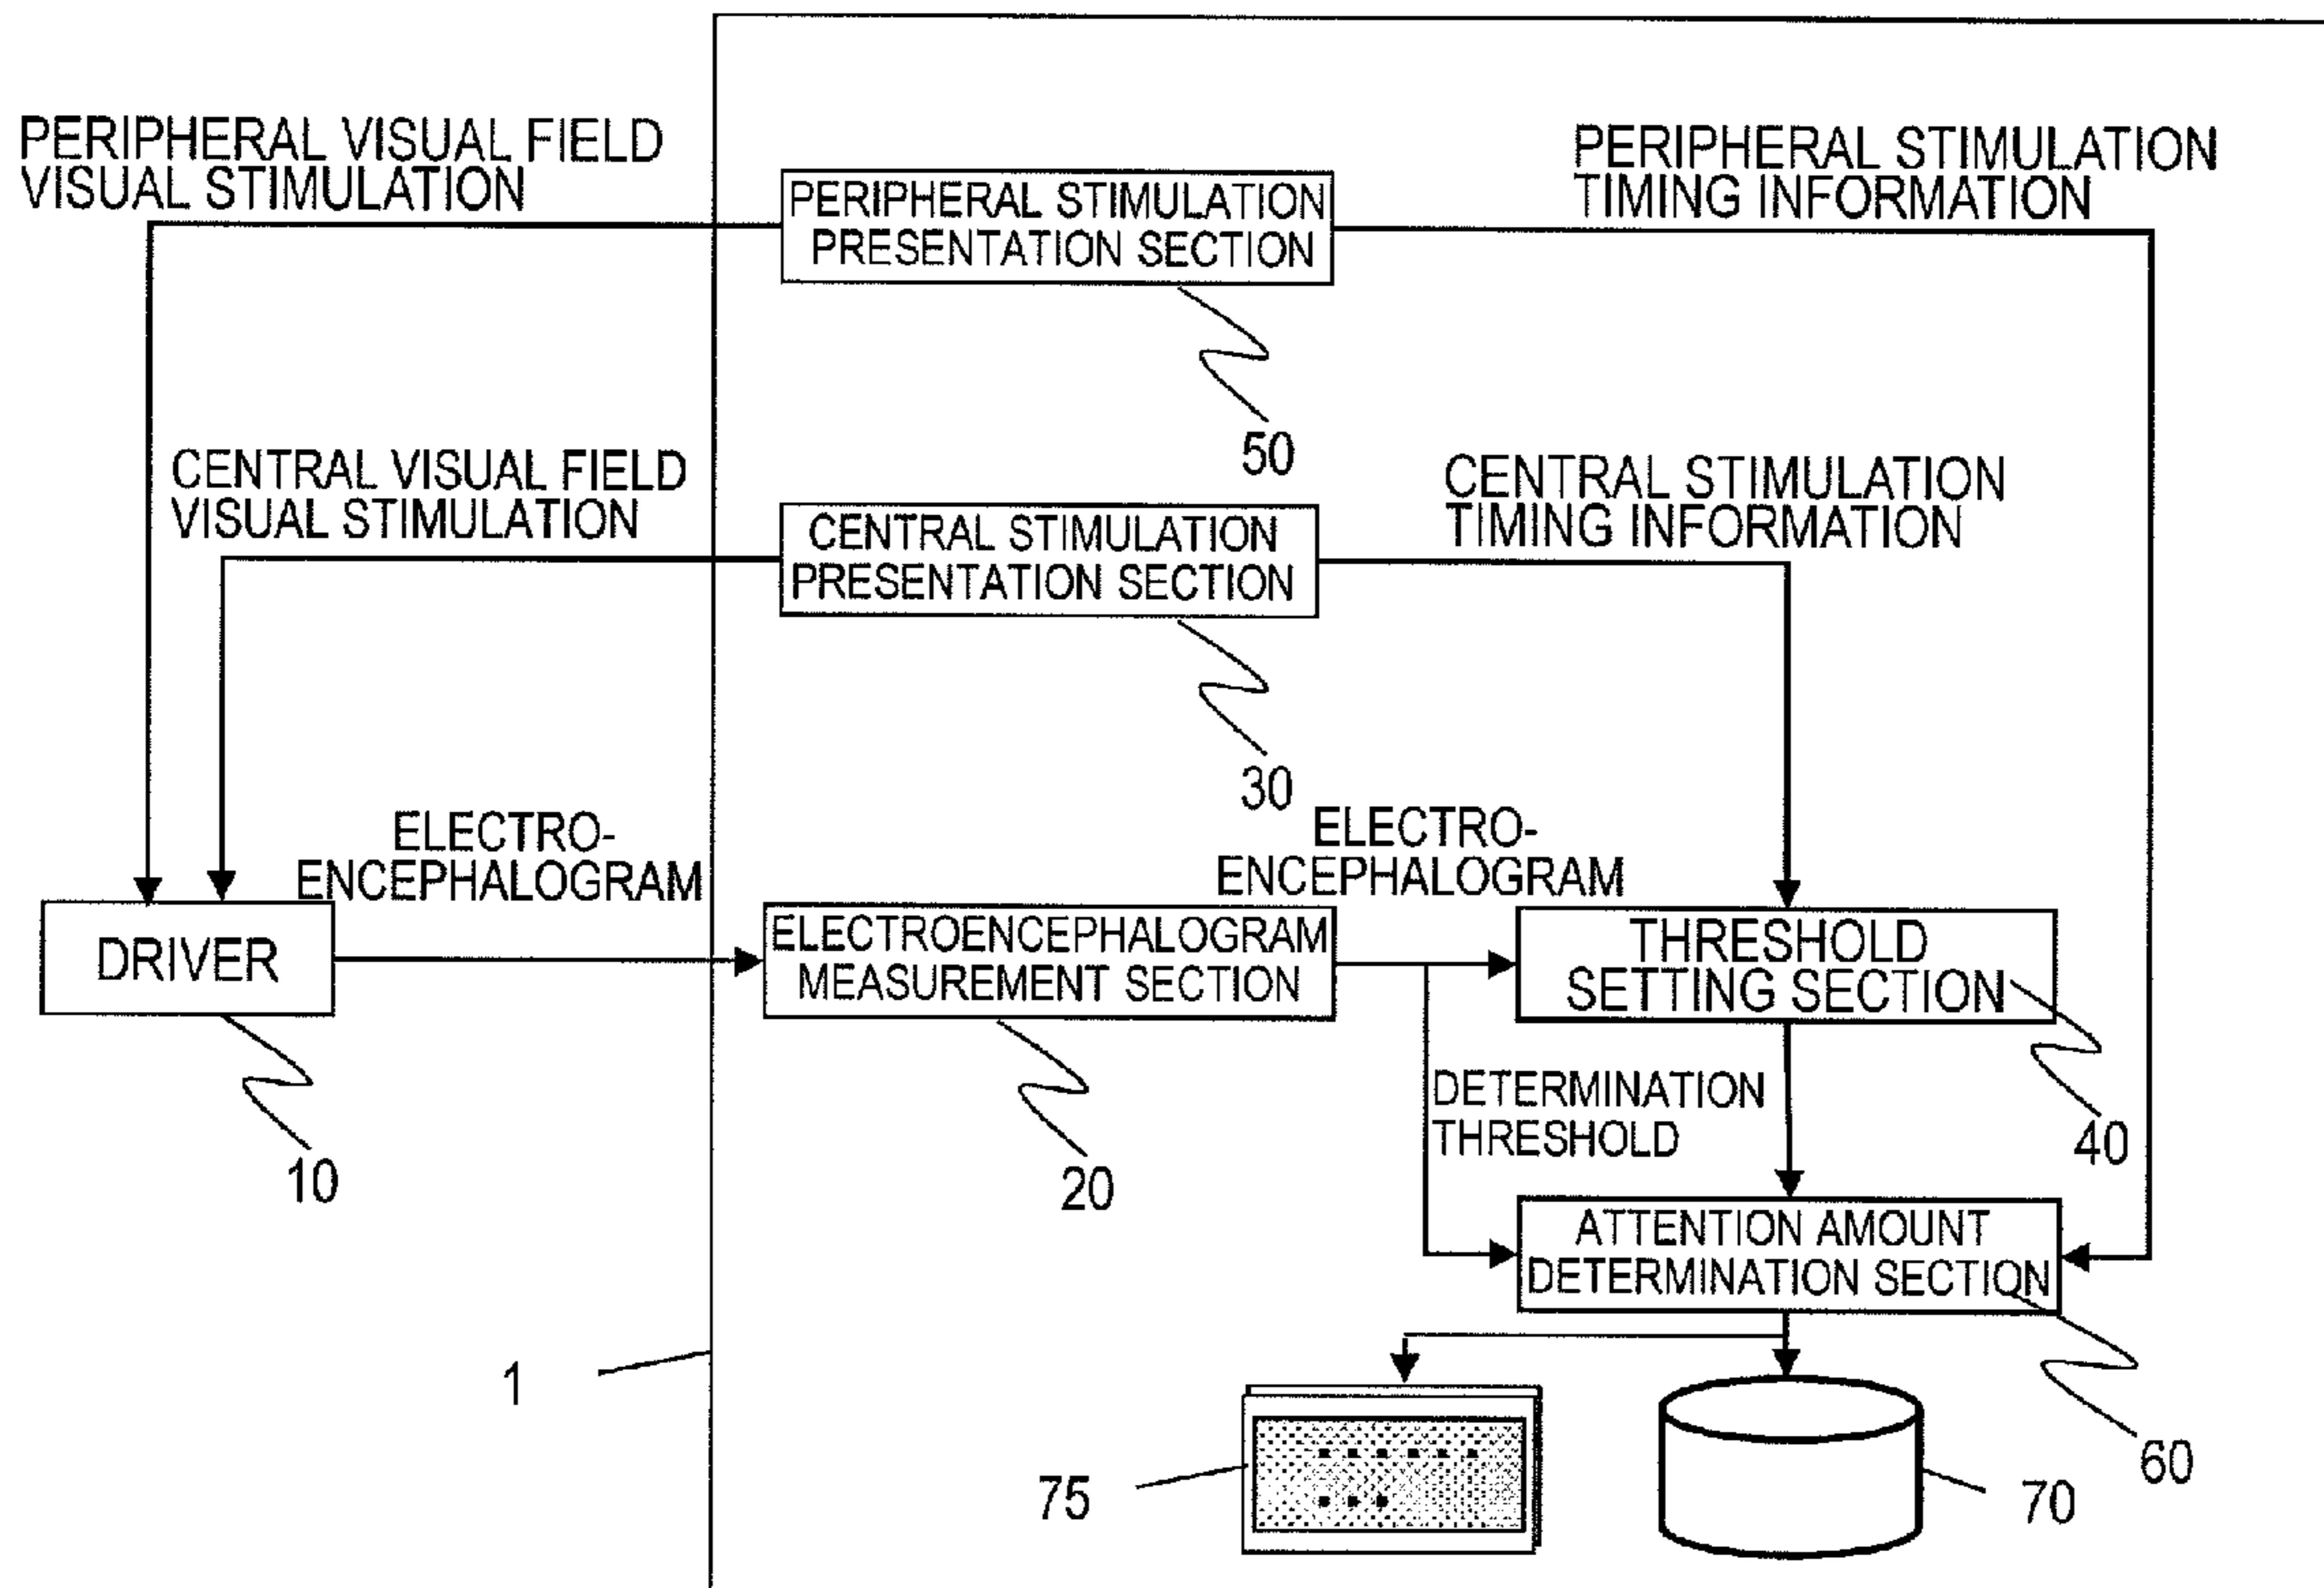 PERIPHERAL VISUAL FIELD
VISUAL STIMULATION
PERIPHERAL STIMULATION
PRESENTATION SECTION
PERIPHERAL STIMULATION
TIMING INFORMATION
50
CENTRAL VISUAL FIELD
VISUAL STIMULATION
CENTRAL STIMULATION
PRESENTATION SECTION
CENTRAL STIMULATION
TIMING INFORMATION
30
ELECTRO-
ENCEPHALOGRAM
ELECTRO-
ENCEPHALOGRAM
DRIVER
ELECTROENCEPHALOGRAM
MEASUREMENT SECTION
THRESHOLD
SETTING SECTION
10
20
DETERMINATION
THRESHOLD
40
ATTENTION AMOUNT
DETERMINATION SECTION
1
75
70
60